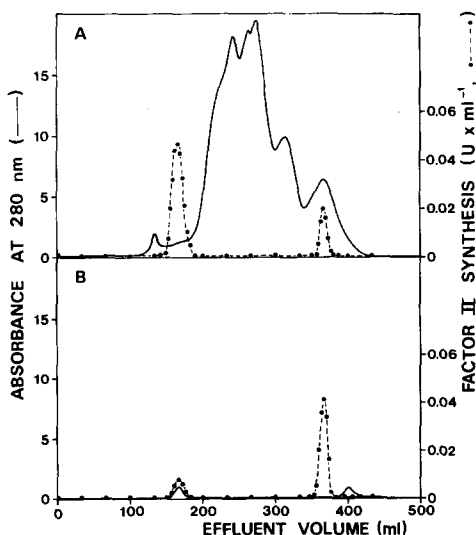 A
B
ABSORBANCE AT 280 nm (—)
15
10
5
0
15
10
5
0
FACTOR II SYNTHESIS (U x ml-1, •----•)
0.06
0.04
0.02
0
0.06
0.04
0.02
0
0 100 200 300 400 500
EFFLUENT VOLUME (ml)